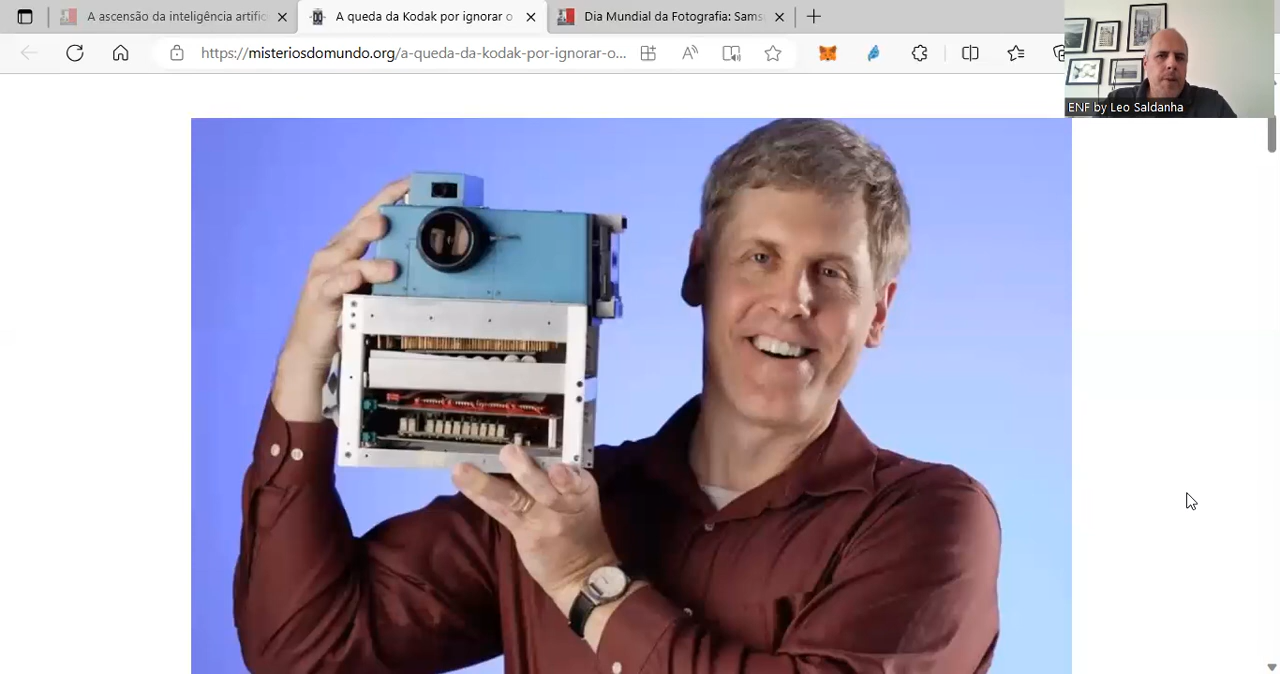 A ascensão da inteligência artific
A queda da Kodak por ignorar o
Dia Mundial da Fotografia: Sams
https://misteriosdomundo.org/a-queda-da-kodak-por-ignorar-o...
ENF by Leo Saldanha